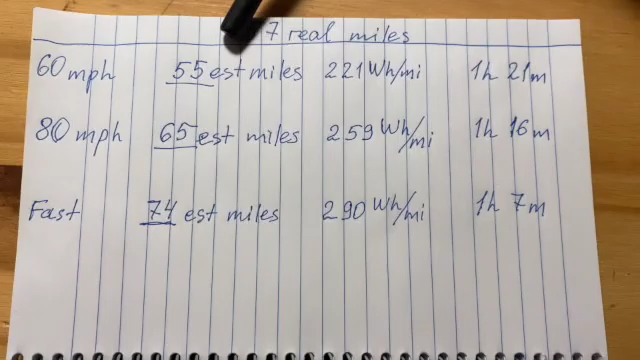 7 real miles
60 mph 55 est miles 221 Wh/mi 1h 21m
80 mph 65 est miles 259 Wh/mi 1h 16m
Fast 74 est miles 290 Wh/mi 1h 7m